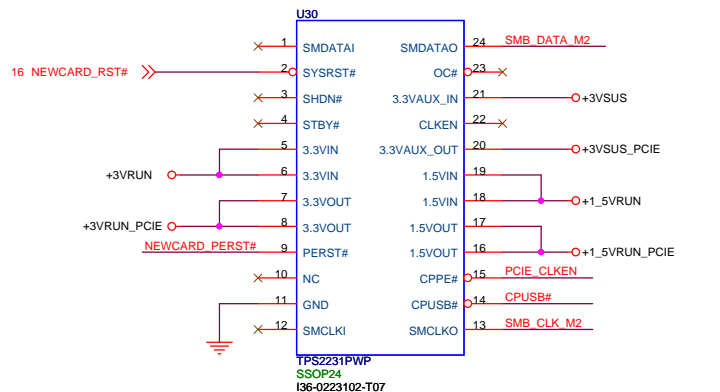 U30
1 SMDATAI SMDATAO 24 SMB_DATA_M2
16 NEWCARD_RST# 2 SYSRST# OC# 23
3 SHDN# 3.3VAUX_IN 21 +3VSUS
4 STBY# CLKEN 22
5 3.3VIN 3.3VAUX_OUT 20 +3VSUS_PCIE
+3VRUN 6 3.3VIN 1.5VIN 19
7 3.3VOUT 1.5VIN 18 +1_5VRUN
+3VRUN_PCIE 8 3.3VOUT 1.5VOUT 17
NEWCARD_PERST# 9 PERST# 1.5VOUT 16 +1_5VRUN_PCIE
10 NC CPPE# 15 PCIE_CLKEN
11 GND CPUSB# 14 CPUSB#
12 SMCLKI SMCLKO 13 SMB_CLK_M2
TPS2231PWP
SSOP24
I36-0223102-T07